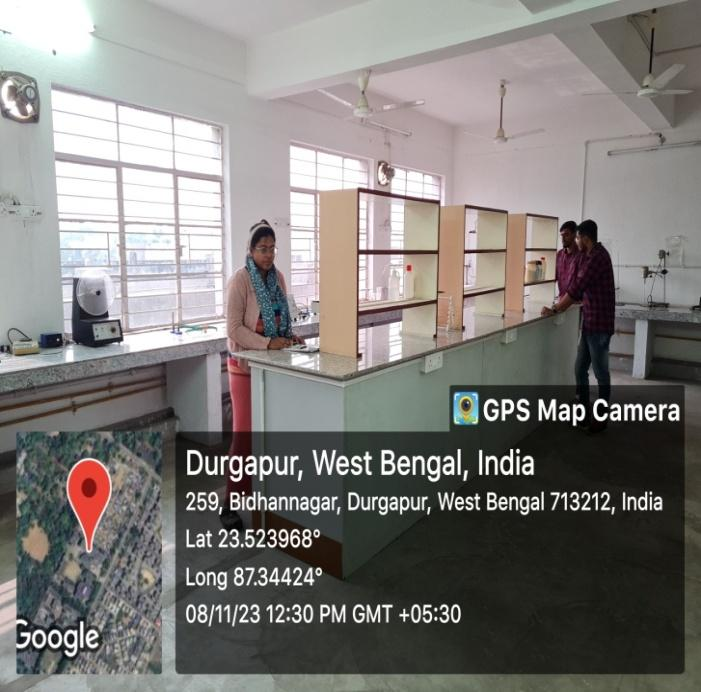 GPS Map Camera
Durgapur, West Bengal, India
259, Bidhannagar, Durgapur, West Bengal 713212, India
Lat 23.523968°
Long 87.34424°
08/11/23 12:30 PM GMT +05:30
Google